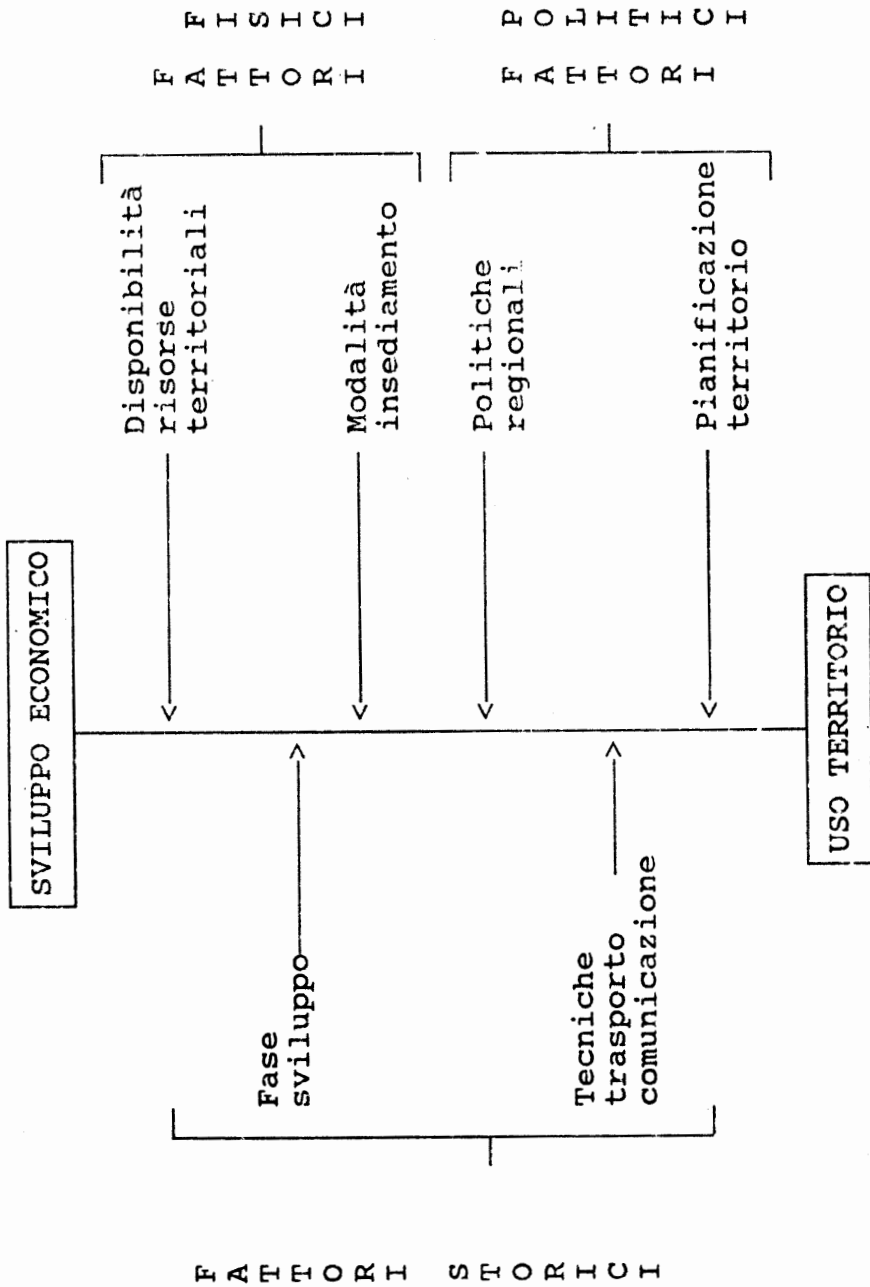 SVILUPPO ECONOMICO
Disponibilità
risorse
territoriali
Fase
sviluppo
Modalità
insediamento
Politiche
regionali
Tecniche
trasporto
comunicazione
Pianificazione
territorio
USO TERRITORIO
FATTORI STORICI
FATTORI
FISICI
FATTORI
POLITICI